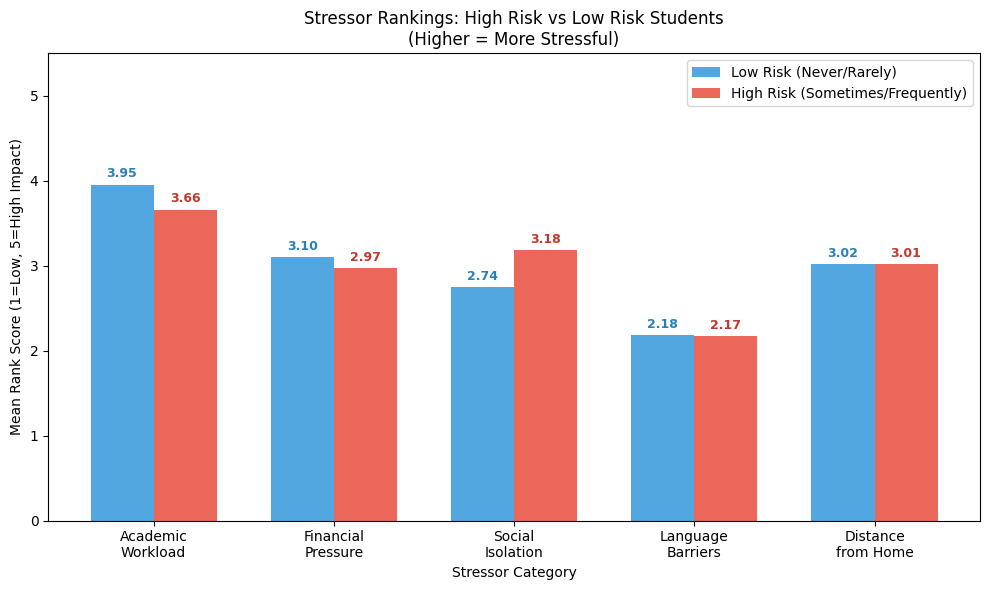 Stressor Rankings: High Risk vs Low Risk Students
(Higher = More Stressful)
Low Risk (Never/Rarely)
High Risk (Sometimes/Frequently)
Mean Rank Score (1=Low, 5=High Impact)
5
4
3
2
1
0
3.95
3.66
3.10
2.97
2.74
3.18
2.18
2.17
3.02
3.01
Academic
Workload
Financial
Pressure
Social
Isolation
Language
Barriers
Distance
from Home
Stressor Category